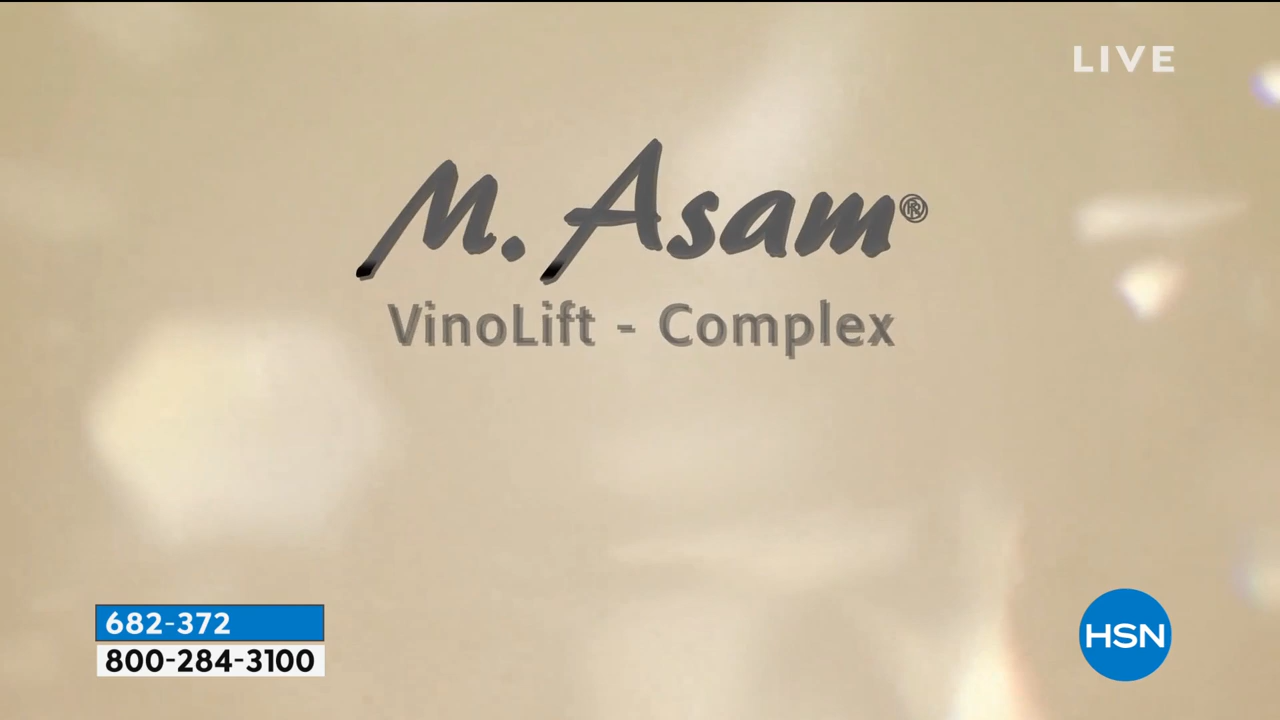 LIVE
M. Asam®
VinoLift - Complex
682-372
800-284-3100
HSN